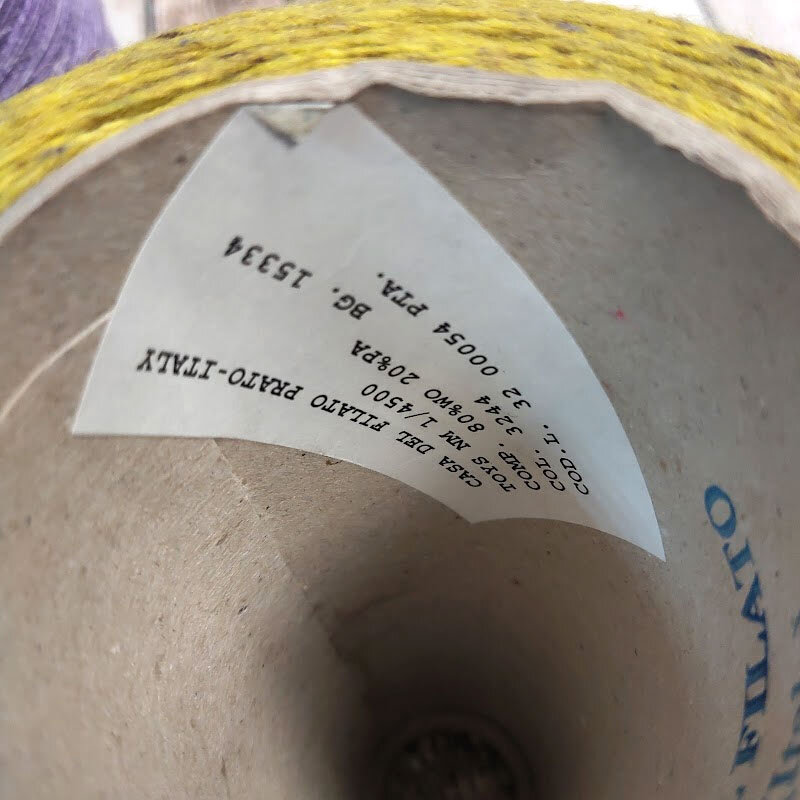 CASA DEL FILATO PRATO-ITALY
TOYS NM 1/4500
COMP. 80%WO 20%PA
COL. 3244 BG. 15334
COD.L. 32 00054 PTA.
FILATO